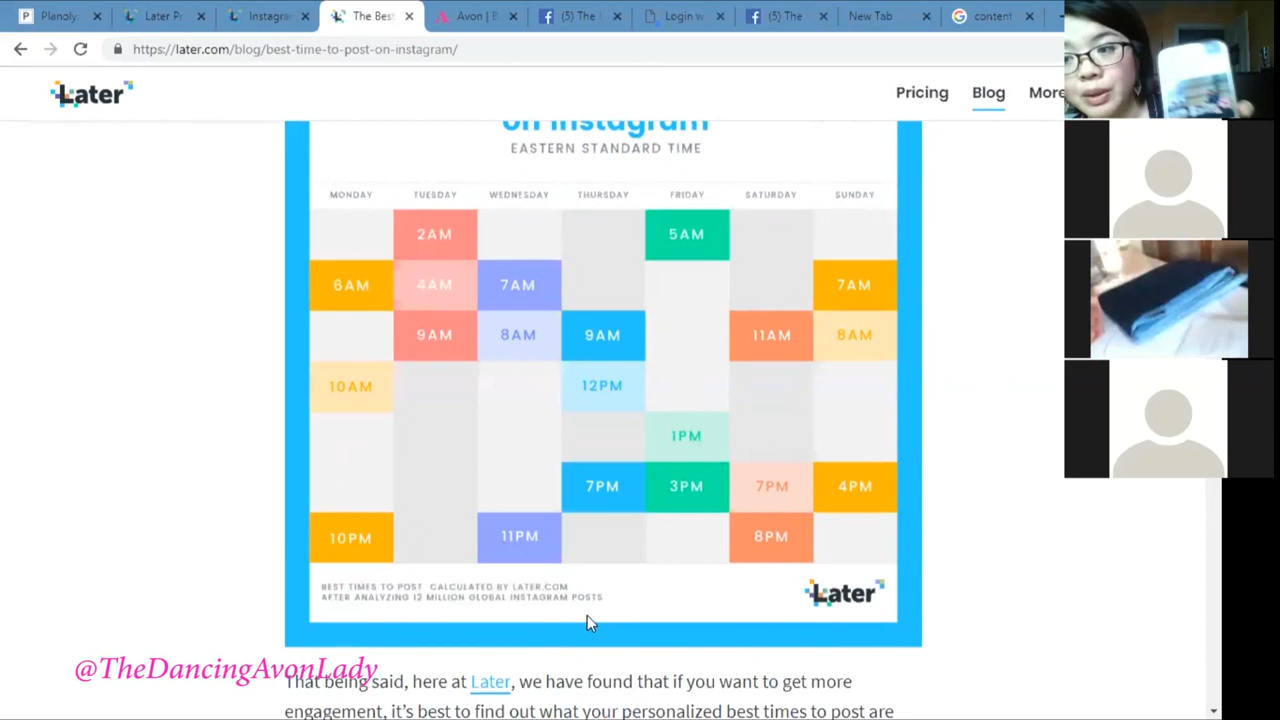 Planoly
Later Pr
Instagram
The Best
Avon | B
(5) The
Login w
(5) The
New Tab
content
https://later.com/blog/best-time-to-post-on-instagram/
Later
Pricing
Blog
More
on Instagram
EASTERN STANDARD TIME
MONDAY TUESDAY WEDNESDAY THURSDAY FRIDAY SATURDAY SUNDAY
2AM 5AM
6AM 4AM 7AM 7AM
9AM 8AM 9AM 11AM 8AM
10AM 12PM
1PM
7PM 3PM 7PM 4PM
10PM 11PM 8PM
BEST TIMES TO POST CALCULATED BY LATER.COM
AFTER ANALYZING 12 MILLION GLOBAL INSTAGRAM POSTS
Later
@TheDancingAvonLady
That being said, here at Later, we have found that if you want to get more
engagement, it's best to find out what your personalized best times to post are